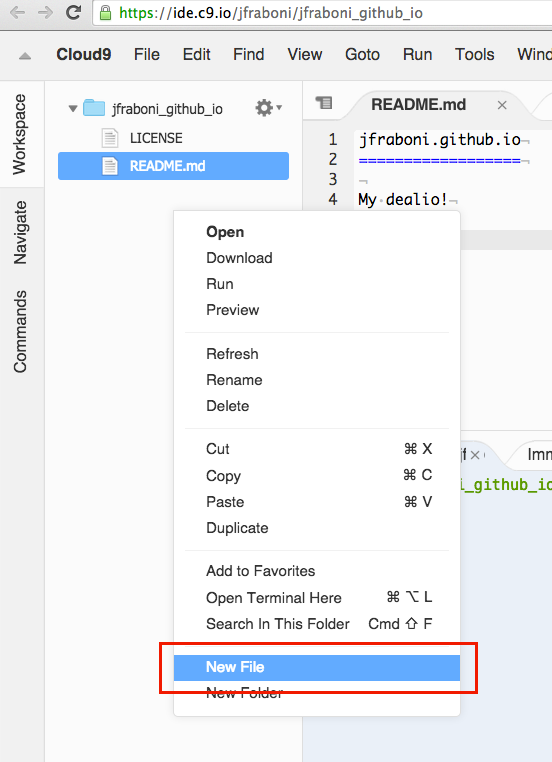 https://ide.c9.io/jfraboni/jfraboni_github_io
Cloud9 File Edit Find View Goto Run Tools Wind
Workspace
Navigate
Commands
jfraboni_github_io
LICENSE
README.md
README.md ×
1 jfraboni.github.io¬
2 ==================¬
3 ¬
4 My·dealio!¬
Open
Download
Run
Preview
Refresh
Rename
Delete
Cut ⌘ X
Copy ⌘ C
Paste ⌘ V
Duplicate
Add to Favorites
Open Terminal Here ⌘ ⌥ L
Search In This Folder Cmd ⇧ F
New File
New Folder
jf × Imm
i_github_io